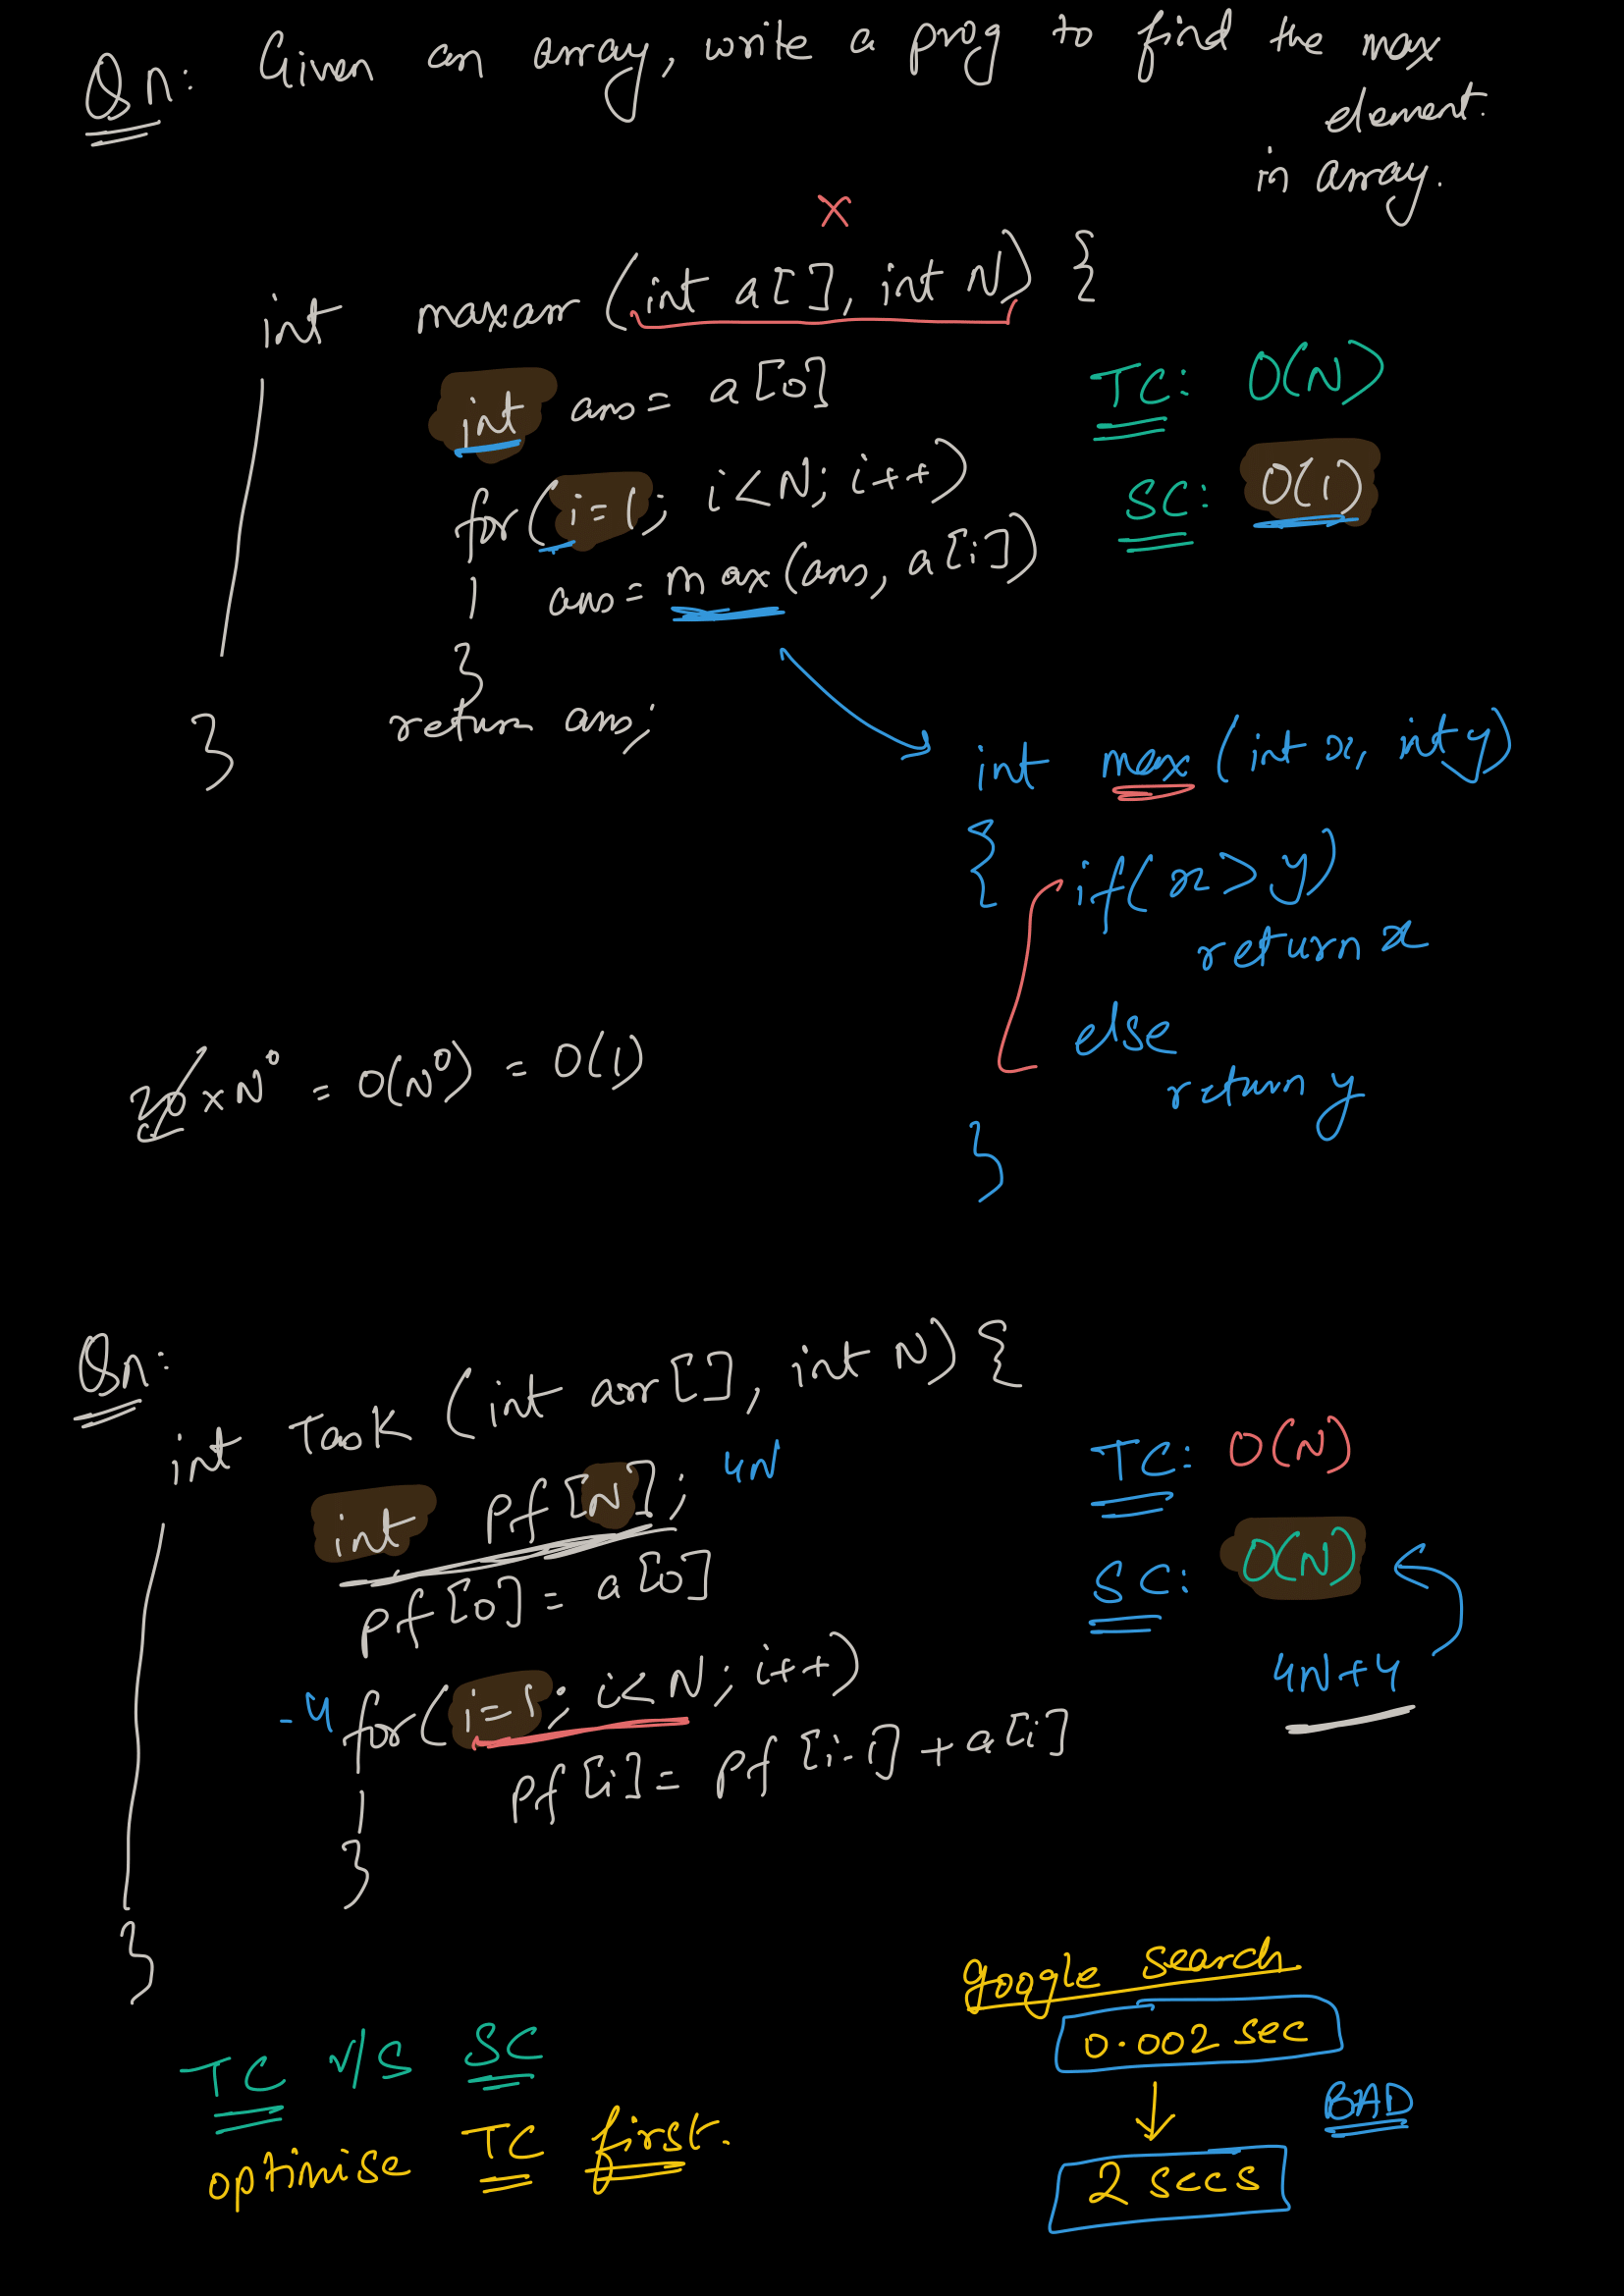 Qn: Given an array, write a prog to find the max
element.
in array.
x
int maxarr (int a[], int N) {
int ans = a[0]
TC: O(N)
for(i=1; i<N; i++)
SC: O(1)
ans = max(ans, a[i])
}
return ans;
}
int max (int x, int y)
{
if( x > y)
return x
else
return y
}
20 x N⁰ = O(N⁰) = O(1)
Qn:
int Task (int arr[], int N) {
int pf[N]; 4N
TC: O(N)
pf[0] = a[0]
SC: O(N)
-4 for(i=1; i<N; i++)
4N+4
pf[i] = pf[i-1] + a[i]
}
}
google search
0.002 sec
TC v/s SC
BAD
optimise TC first.
2 secs